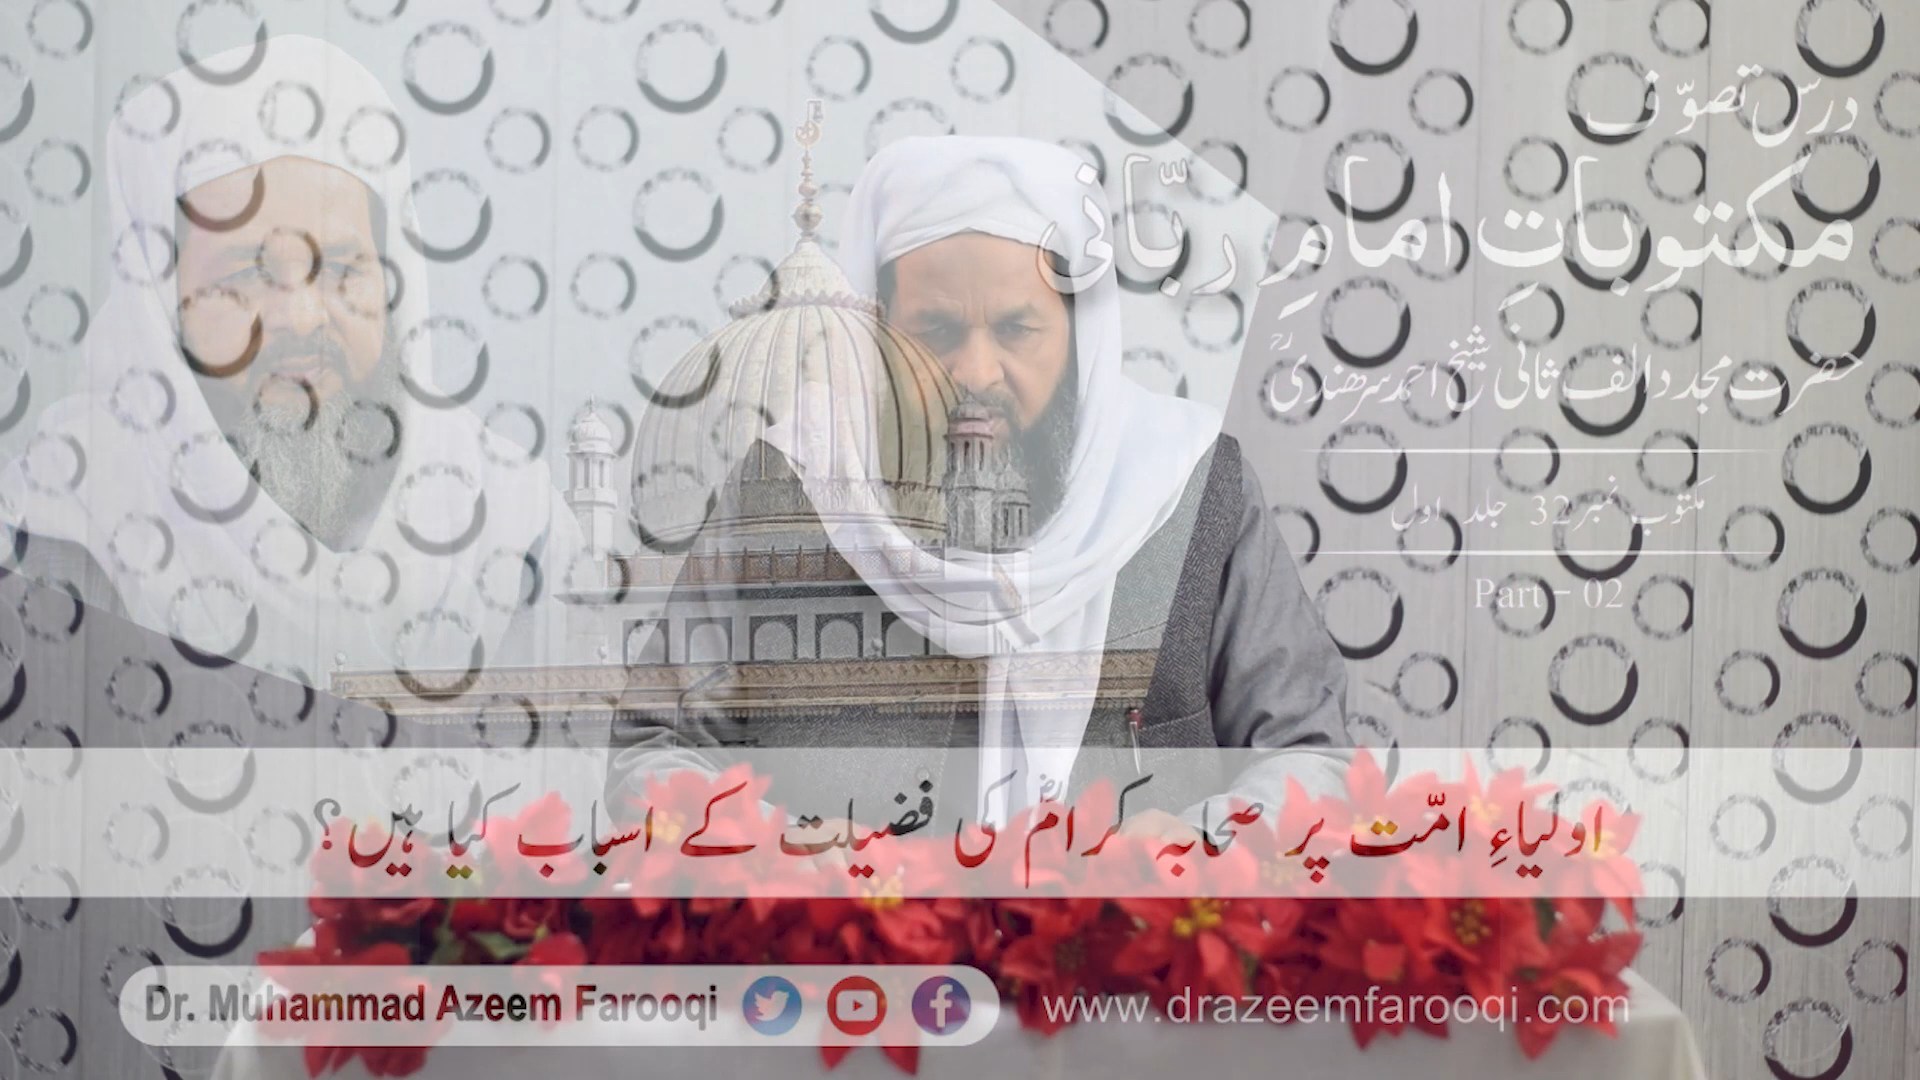 درس تصوّف
مکتوباتِ امامِ ربّانی
حضرت مجدد الف ثانی شیخ احمد سرھندیؒ
مکتوب نمبر 32 جلد اول
Part - 02
اولیاءِ امّت پر صحابہ کرامؓ کی فضیلت کے اسباب کیا ہیں؟
Dr. Muhammad Azeem Farooqi
www.drazeemfarooqi.com